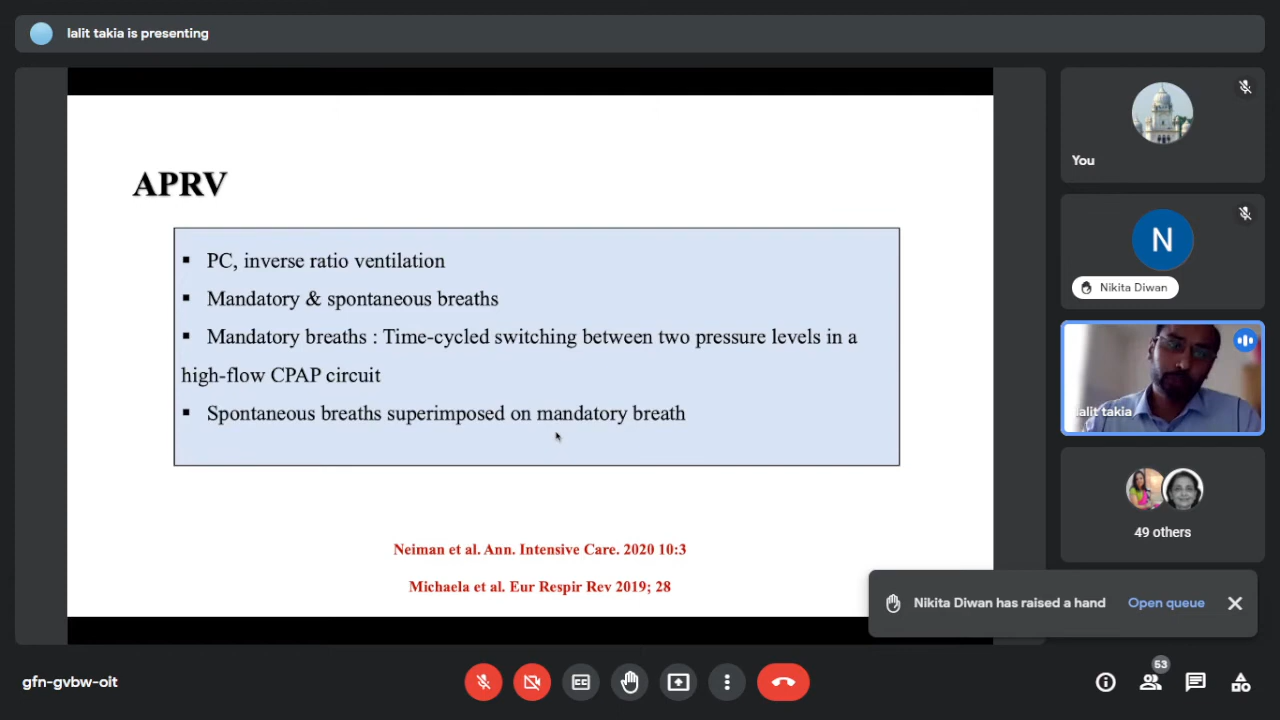 lalit takia is presenting
APRV
▪ PC, inverse ratio ventilation
▪ Mandatory & spontaneous breaths
▪ Mandatory breaths : Time-cycled switching between two pressure levels in a
high-flow CPAP circuit
▪ Spontaneous breaths superimposed on mandatory breath
Neiman et al. Ann. Intensive Care. 2020 10:3
Michaela et al. Eur Respir Rev 2019; 28
You
N
Nikita Diwan
lalit takia
49 others
Nikita Diwan has raised a hand
Open queue
gfn-gvbw-oit
53